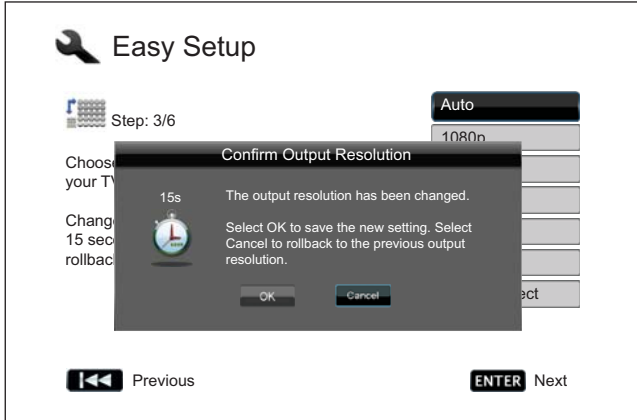 Easy Setup
Step: 3/6
Auto
1080p
Confirm Output Resolution
15s
The output resolution has been changed.
Select OK to save the new setting. Select
Cancel to rollback to the previous output
resolution.
OK
Cancel
Choose
your TV
Chang
15 sec
rollbac
ect
Previous
ENTER Next